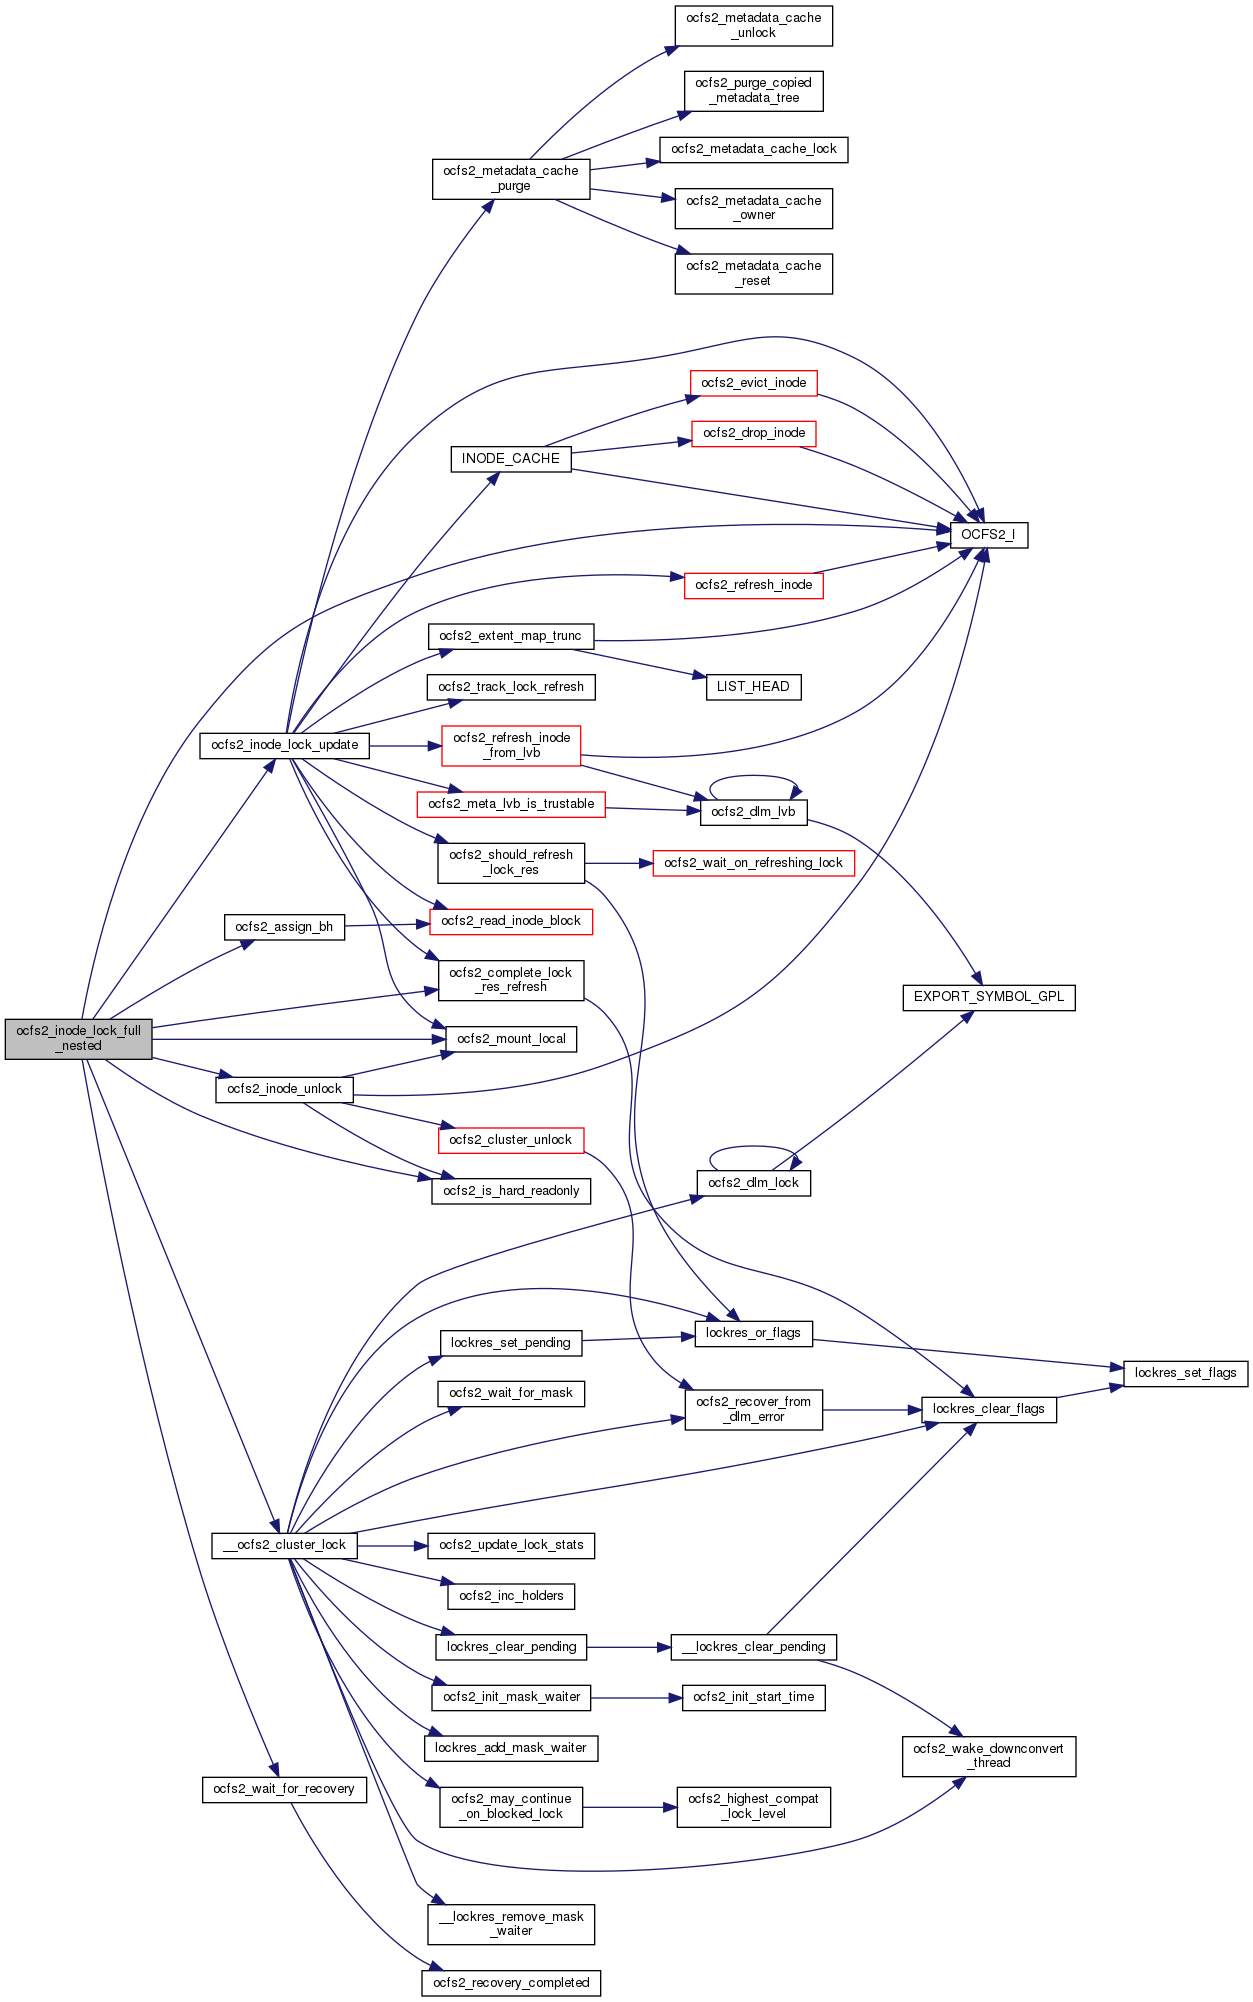 ocfs2_metadata_cache
_unlock
ocfs2_purge_copied
_metadata_tree
ocfs2_metadata_cache_lock
ocfs2_metadata_cache
_purge
ocfs2_metadata_cache
_owner
ocfs2_metadata_cache
_reset
ocfs2_evict_inode
ocfs2_drop_inode
INODE_CACHE
OCFS2_I
ocfs2_refresh_inode
ocfs2_extent_map_trunc
LIST_HEAD
ocfs2_track_lock_refresh
ocfs2_inode_lock_update
ocfs2_refresh_inode
_from_lvb
ocfs2_meta_lvb_is_trustable
ocfs2_dlm_lvb
ocfs2_should_refresh
_lock_res
ocfs2_wait_on_refreshing_lock
ocfs2_assign_bh
ocfs2_read_inode_block
ocfs2_complete_lock
_res_refresh
EXPORT_SYMBOL_GPL
ocfs2_inode_lock_full
_nested
ocfs2_mount_local
ocfs2_inode_unlock
ocfs2_cluster_unlock
ocfs2_is_hard_readonly
ocfs2_dlm_lock
lockres_or_flags
lockres_set_pending
lockres_set_flags
ocfs2_wait_for_mask
ocfs2_recover_from
_dlm_error
lockres_clear_flags
__ocfs2_cluster_lock
ocfs2_update_lock_stats
ocfs2_inc_holders
lockres_clear_pending
__lockres_clear_pending
ocfs2_init_mask_waiter
ocfs2_init_start_time
lockres_add_mask_waiter
ocfs2_wake_downconvert
_thread
ocfs2_wait_for_recovery
ocfs2_may_continue
_on_blocked_lock
ocfs2_highest_compat
_lock_level
__lockres_remove_mask
_waiter
ocfs2_recovery_completed